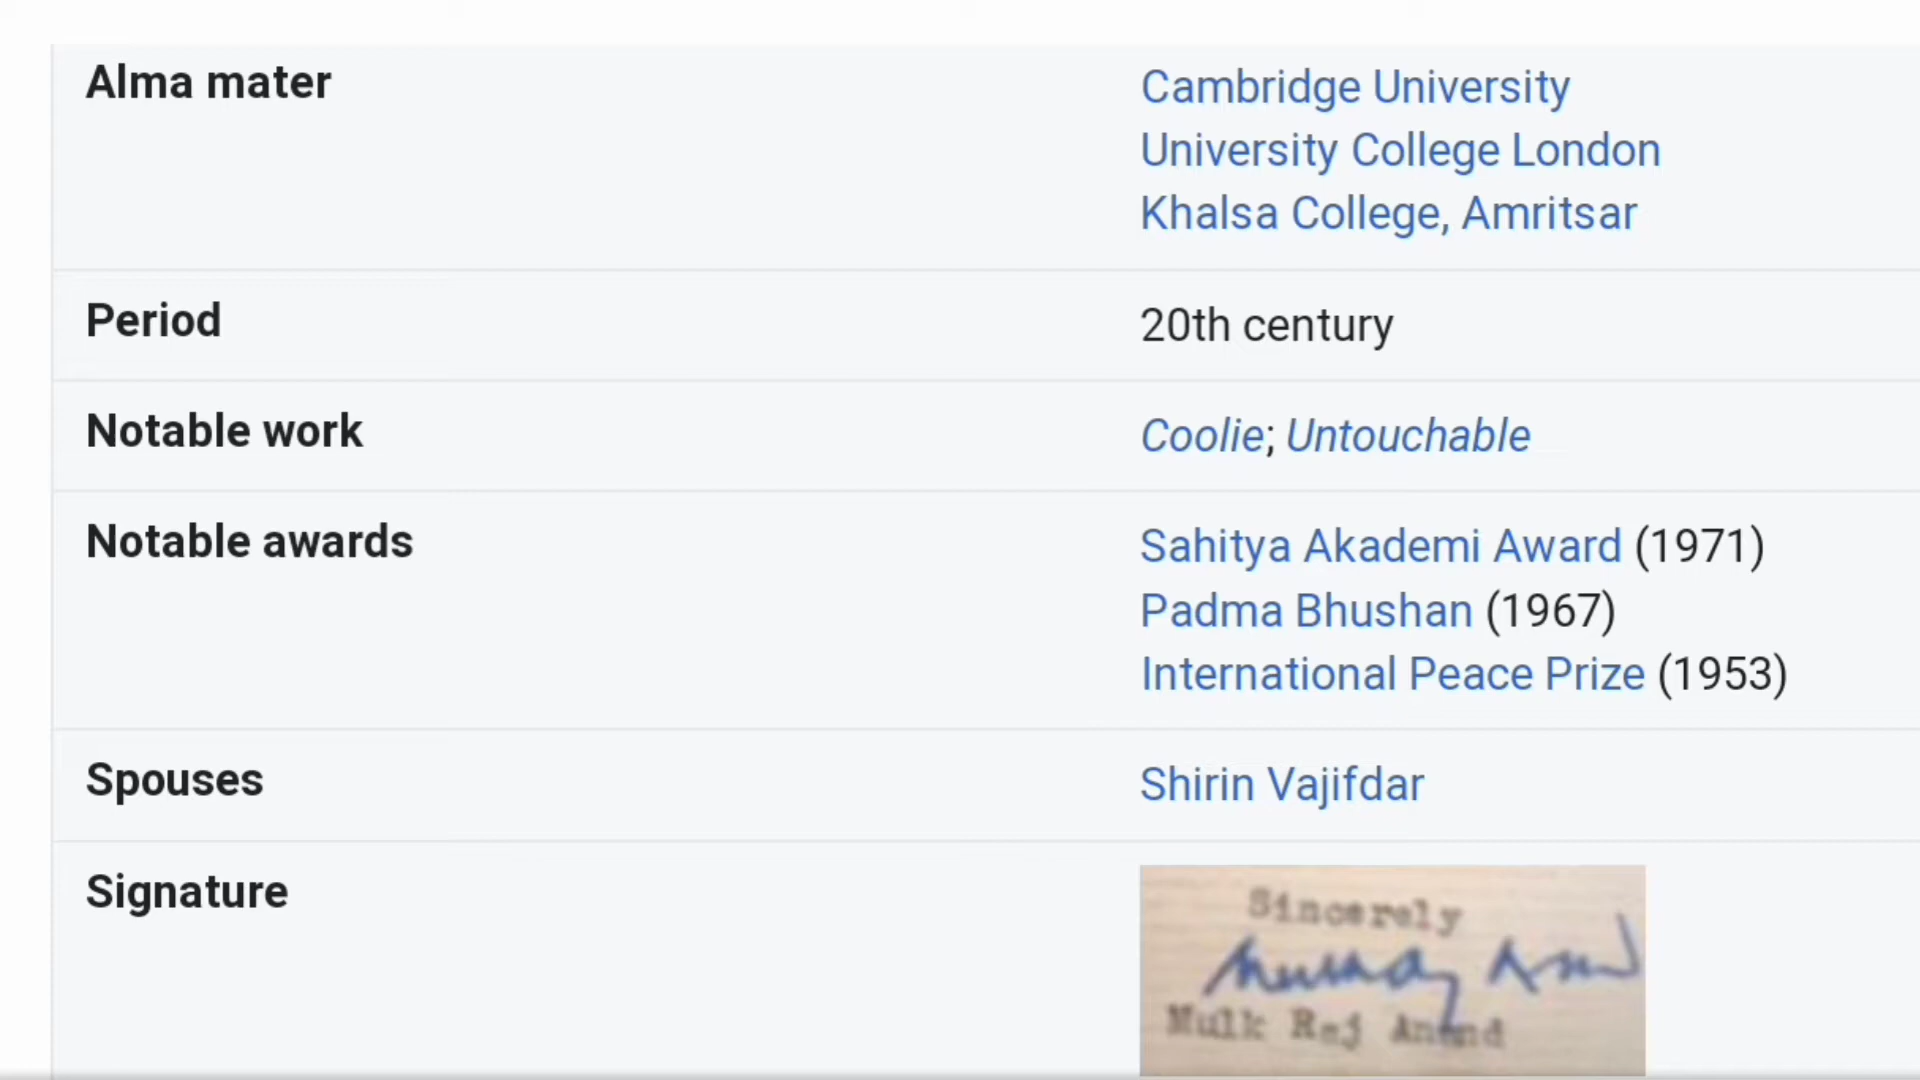 Alma mater
Cambridge University
University College London
Khalsa College, Amritsar
Period
20th century
Notable work
Coolie; Untouchable
Notable awards
Sahitya Akademi Award (1971)
Padma Bhushan (1967)
International Peace Prize (1953)
Spouses
Shirin Vajifdar
Signature
Sincerely
Mulk Raj Anand